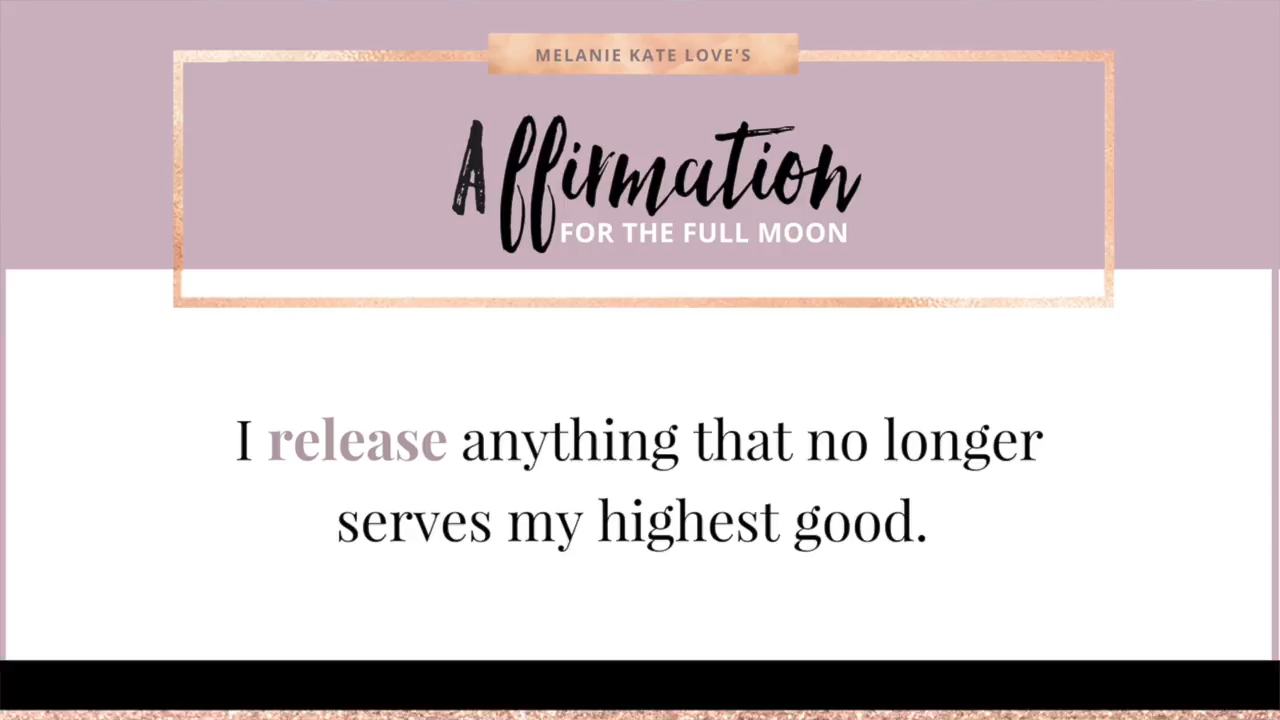 MELANIE KATE LOVE'S
Affirmation
FOR THE FULL MOON
I release anything that no longer
serves my highest good.